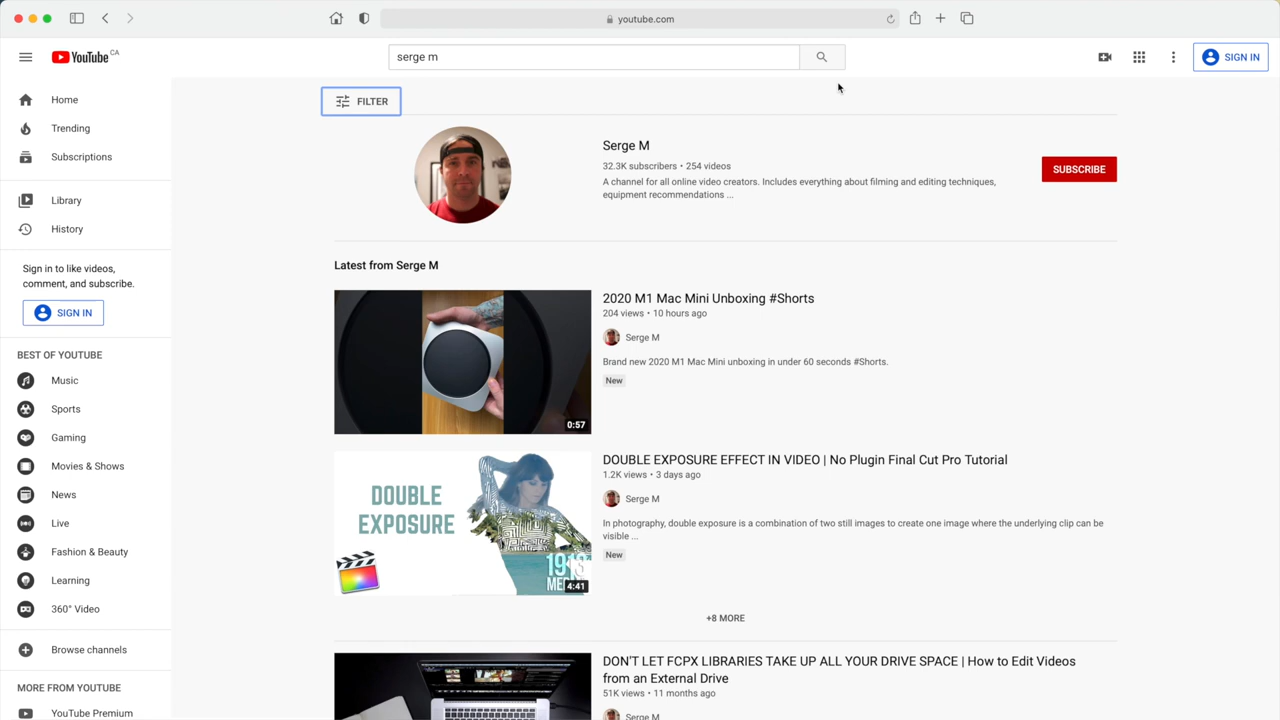 youtube.com
YouTube CA
serge m
SIGN IN
Home
Trending
Subscriptions
Library
History
Sign in to like videos,
comment, and subscribe.
SIGN IN
BEST OF YOUTUBE
Music
Sports
Gaming
Movies & Shows
News
Live
Fashion & Beauty
Learning
360° Video
Browse channels
MORE FROM YOUTUBE
YouTube Premium
FILTER
Serge M
32.3K subscribers • 254 videos
A channel for all online video creators. Includes everything about filming and editing techniques,
equipment recommendations ...
SUBSCRIBE
Latest from Serge M
0:57
2020 M1 Mac Mini Unboxing #Shorts
204 views • 10 hours ago
Serge M
Brand new 2020 M1 Mac Mini unboxing in under 60 seconds #Shorts.
New
DOUBLE
EXPOSURE
4:41
DOUBLE EXPOSURE EFFECT IN VIDEO | No Plugin Final Cut Pro Tutorial
1.2K views • 3 days ago
Serge M
In photography, double exposure is a combination of two still images to create one image where the underlying clip can be
visible ...
New
+8 MORE
DON'T LET FCPX LIBRARIES TAKE UP ALL YOUR DRIVE SPACE | How to Edit Videos
from an External Drive
51K views • 11 months ago
Serge M